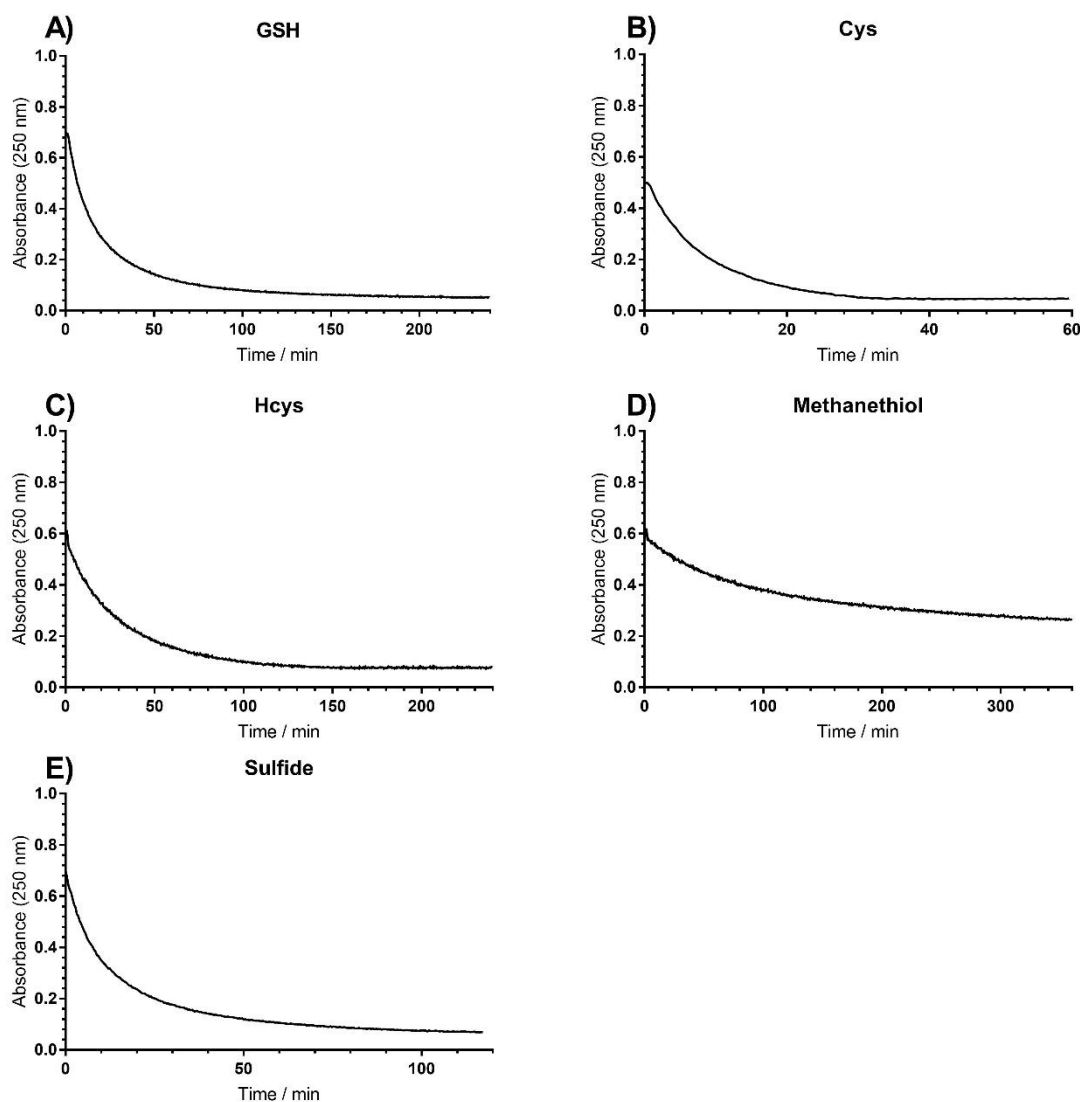 A)
GSH
1.0
0.8
0.6
0.4
0.2
0.0
Absorbance (250 nm)
0 50 100 150 200
Time / min
B)
Cys
1.0
0.8
0.6
0.4
0.2
0.0
Absorbance (250 nm)
0 20 40 60
Time / min
C)
Hcys
1.0
0.8
0.6
0.4
0.2
0.0
Absorbance (250 nm)
0 50 100 150 200
Time / min
D)
Methanethiol
1.0
0.8
0.6
0.4
0.2
0.0
Absorbance (250 nm)
0 100 200 300
Time / min
E)
Sulfide
1.0
0.8
0.6
0.4
0.2
0.0
Absorbance (250 nm)
0 50 100
Time / min